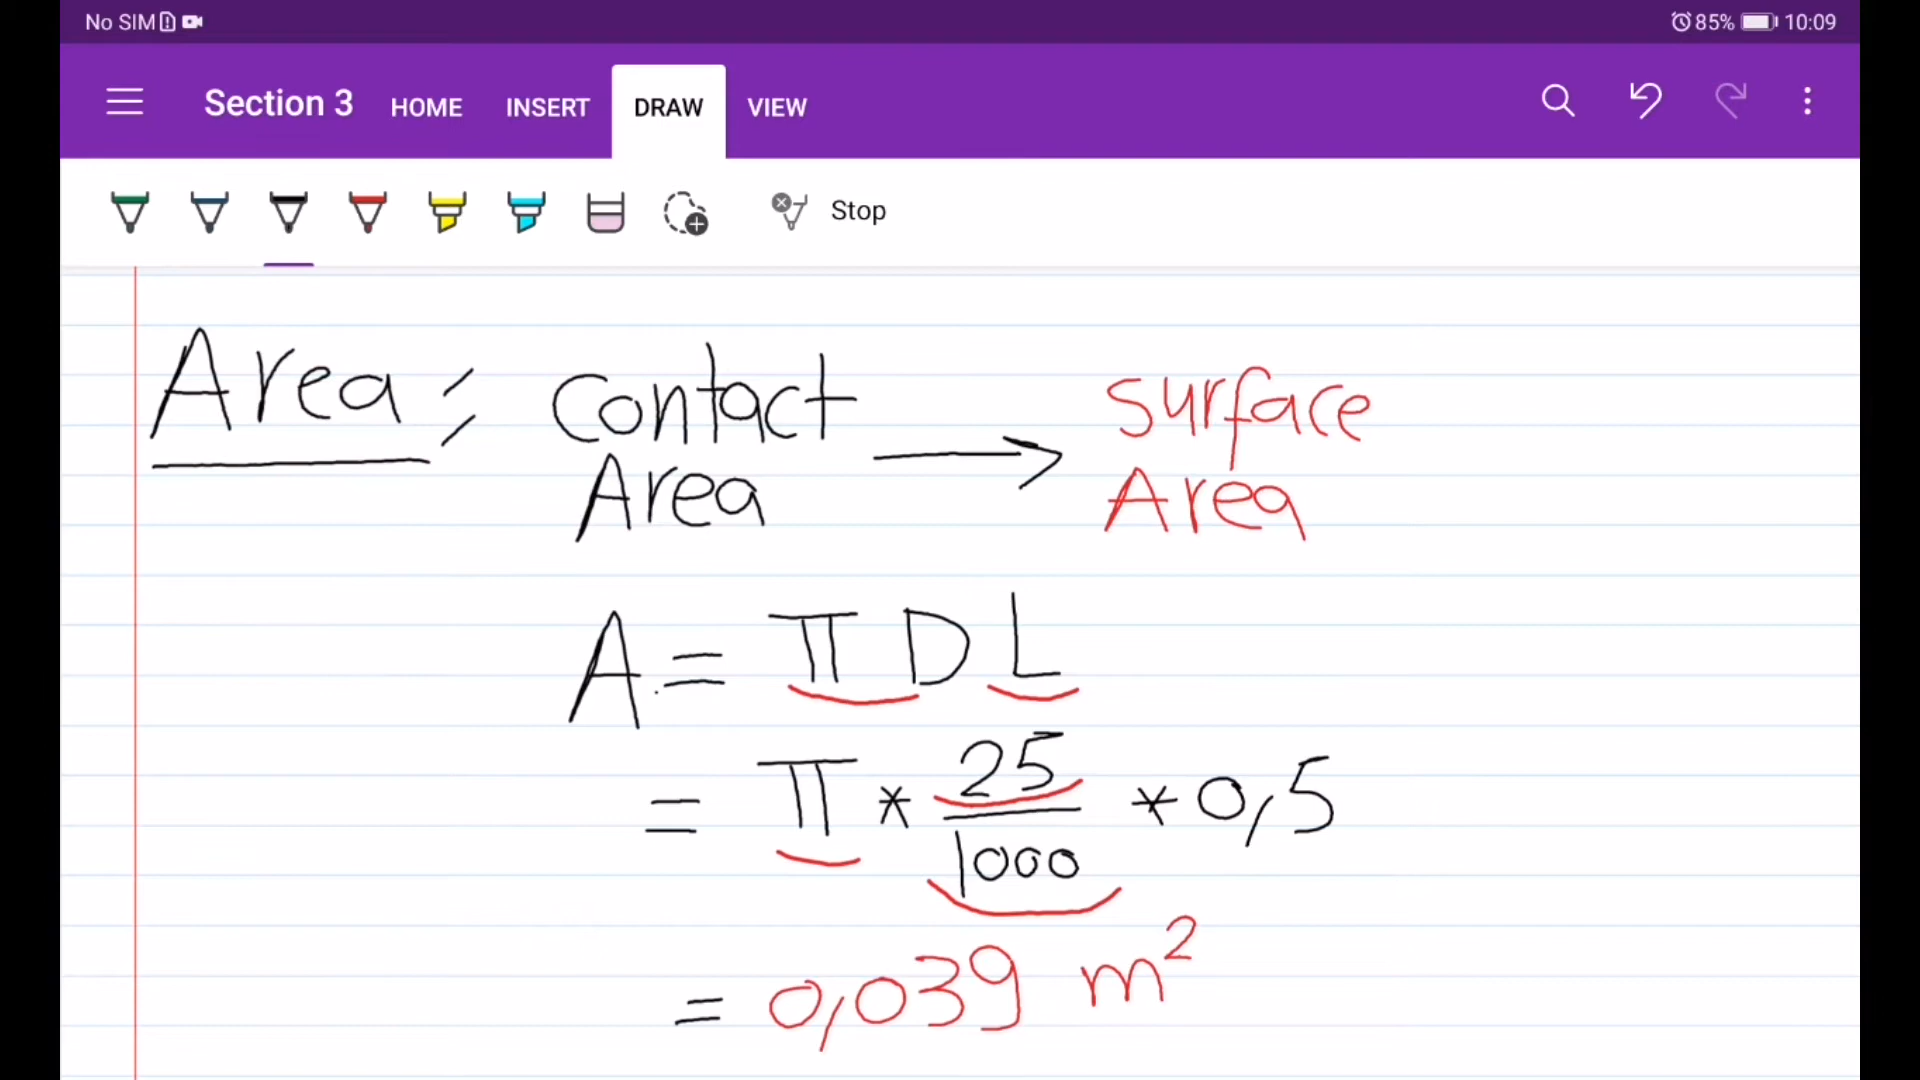 No SIM 85% 10:09
Section 3 HOME INSERT DRAW VIEW
Stop
Area: Contact Area → Surface Area
A = π D L
= π * 25/1000 * 0,5
= 0,039 m²